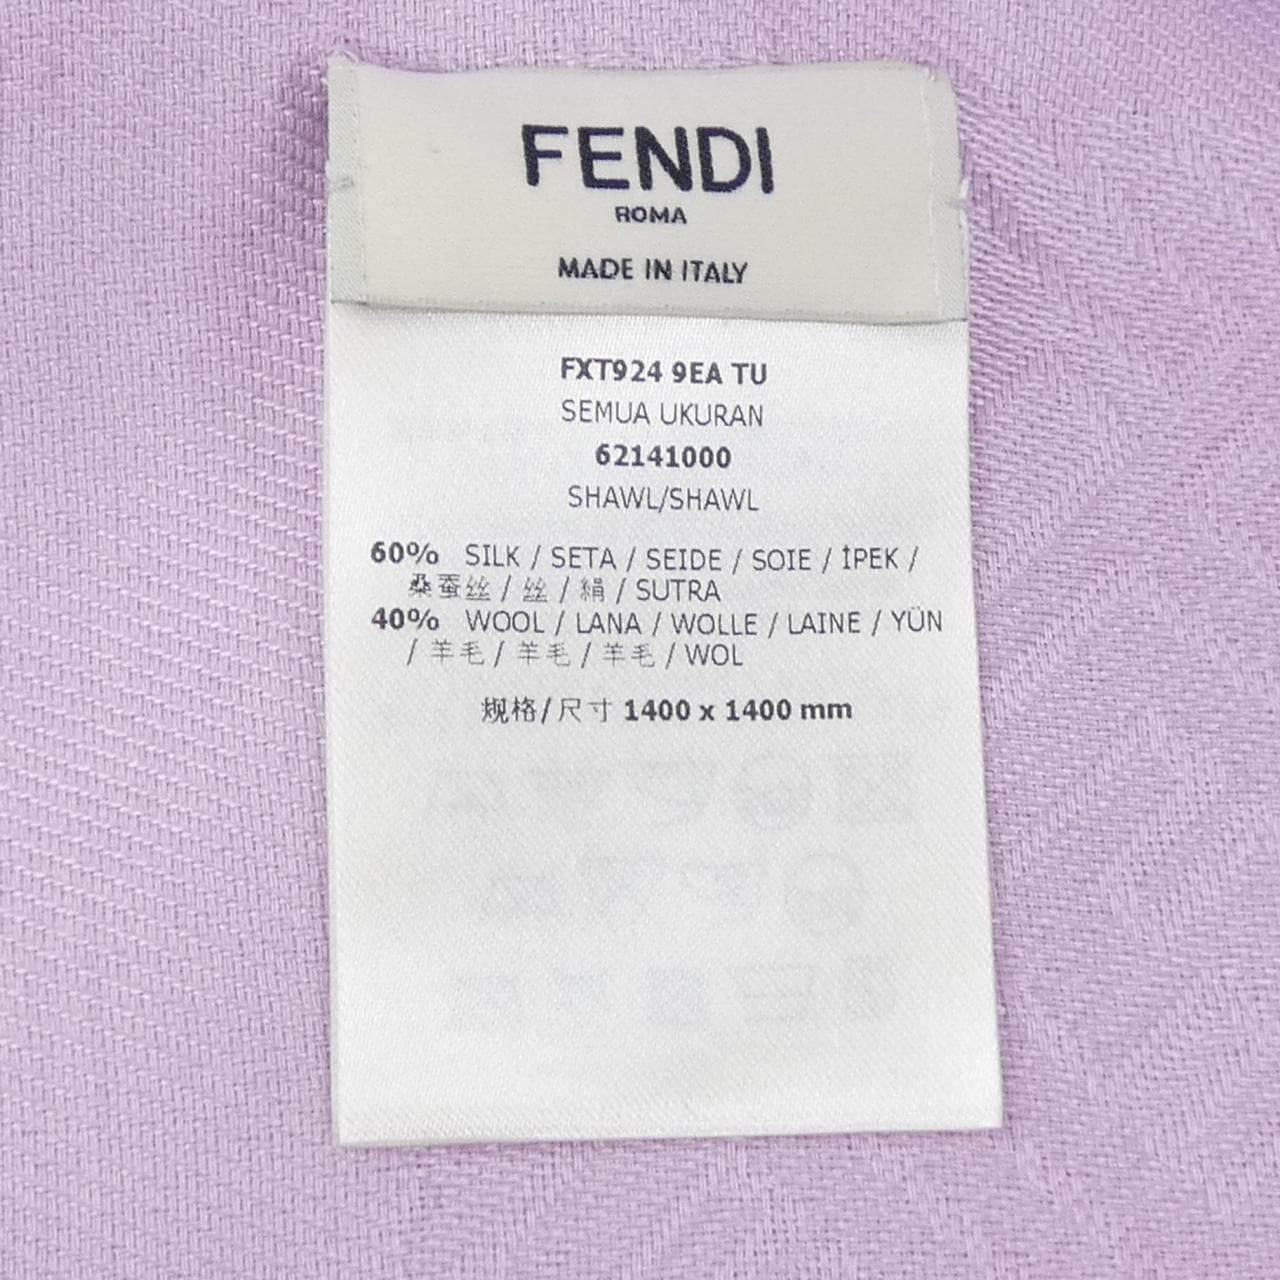 FENDI
ROMA
MADE IN ITALY
FXT924 9EA TU
SEMUA UKURAN
62141000
SHAWL/SHAWL
60% SILK / SETA / SEIDE / SOIE / İPEK /
桑蚕丝 / 丝 / 絹 / SUTRA
40% WOOL / LANA / WOLLE / LAINE / YÜN
/ 羊毛 / 羊毛 / 羊毛 / WOL
规格/尺寸 1400 x 1400 mm